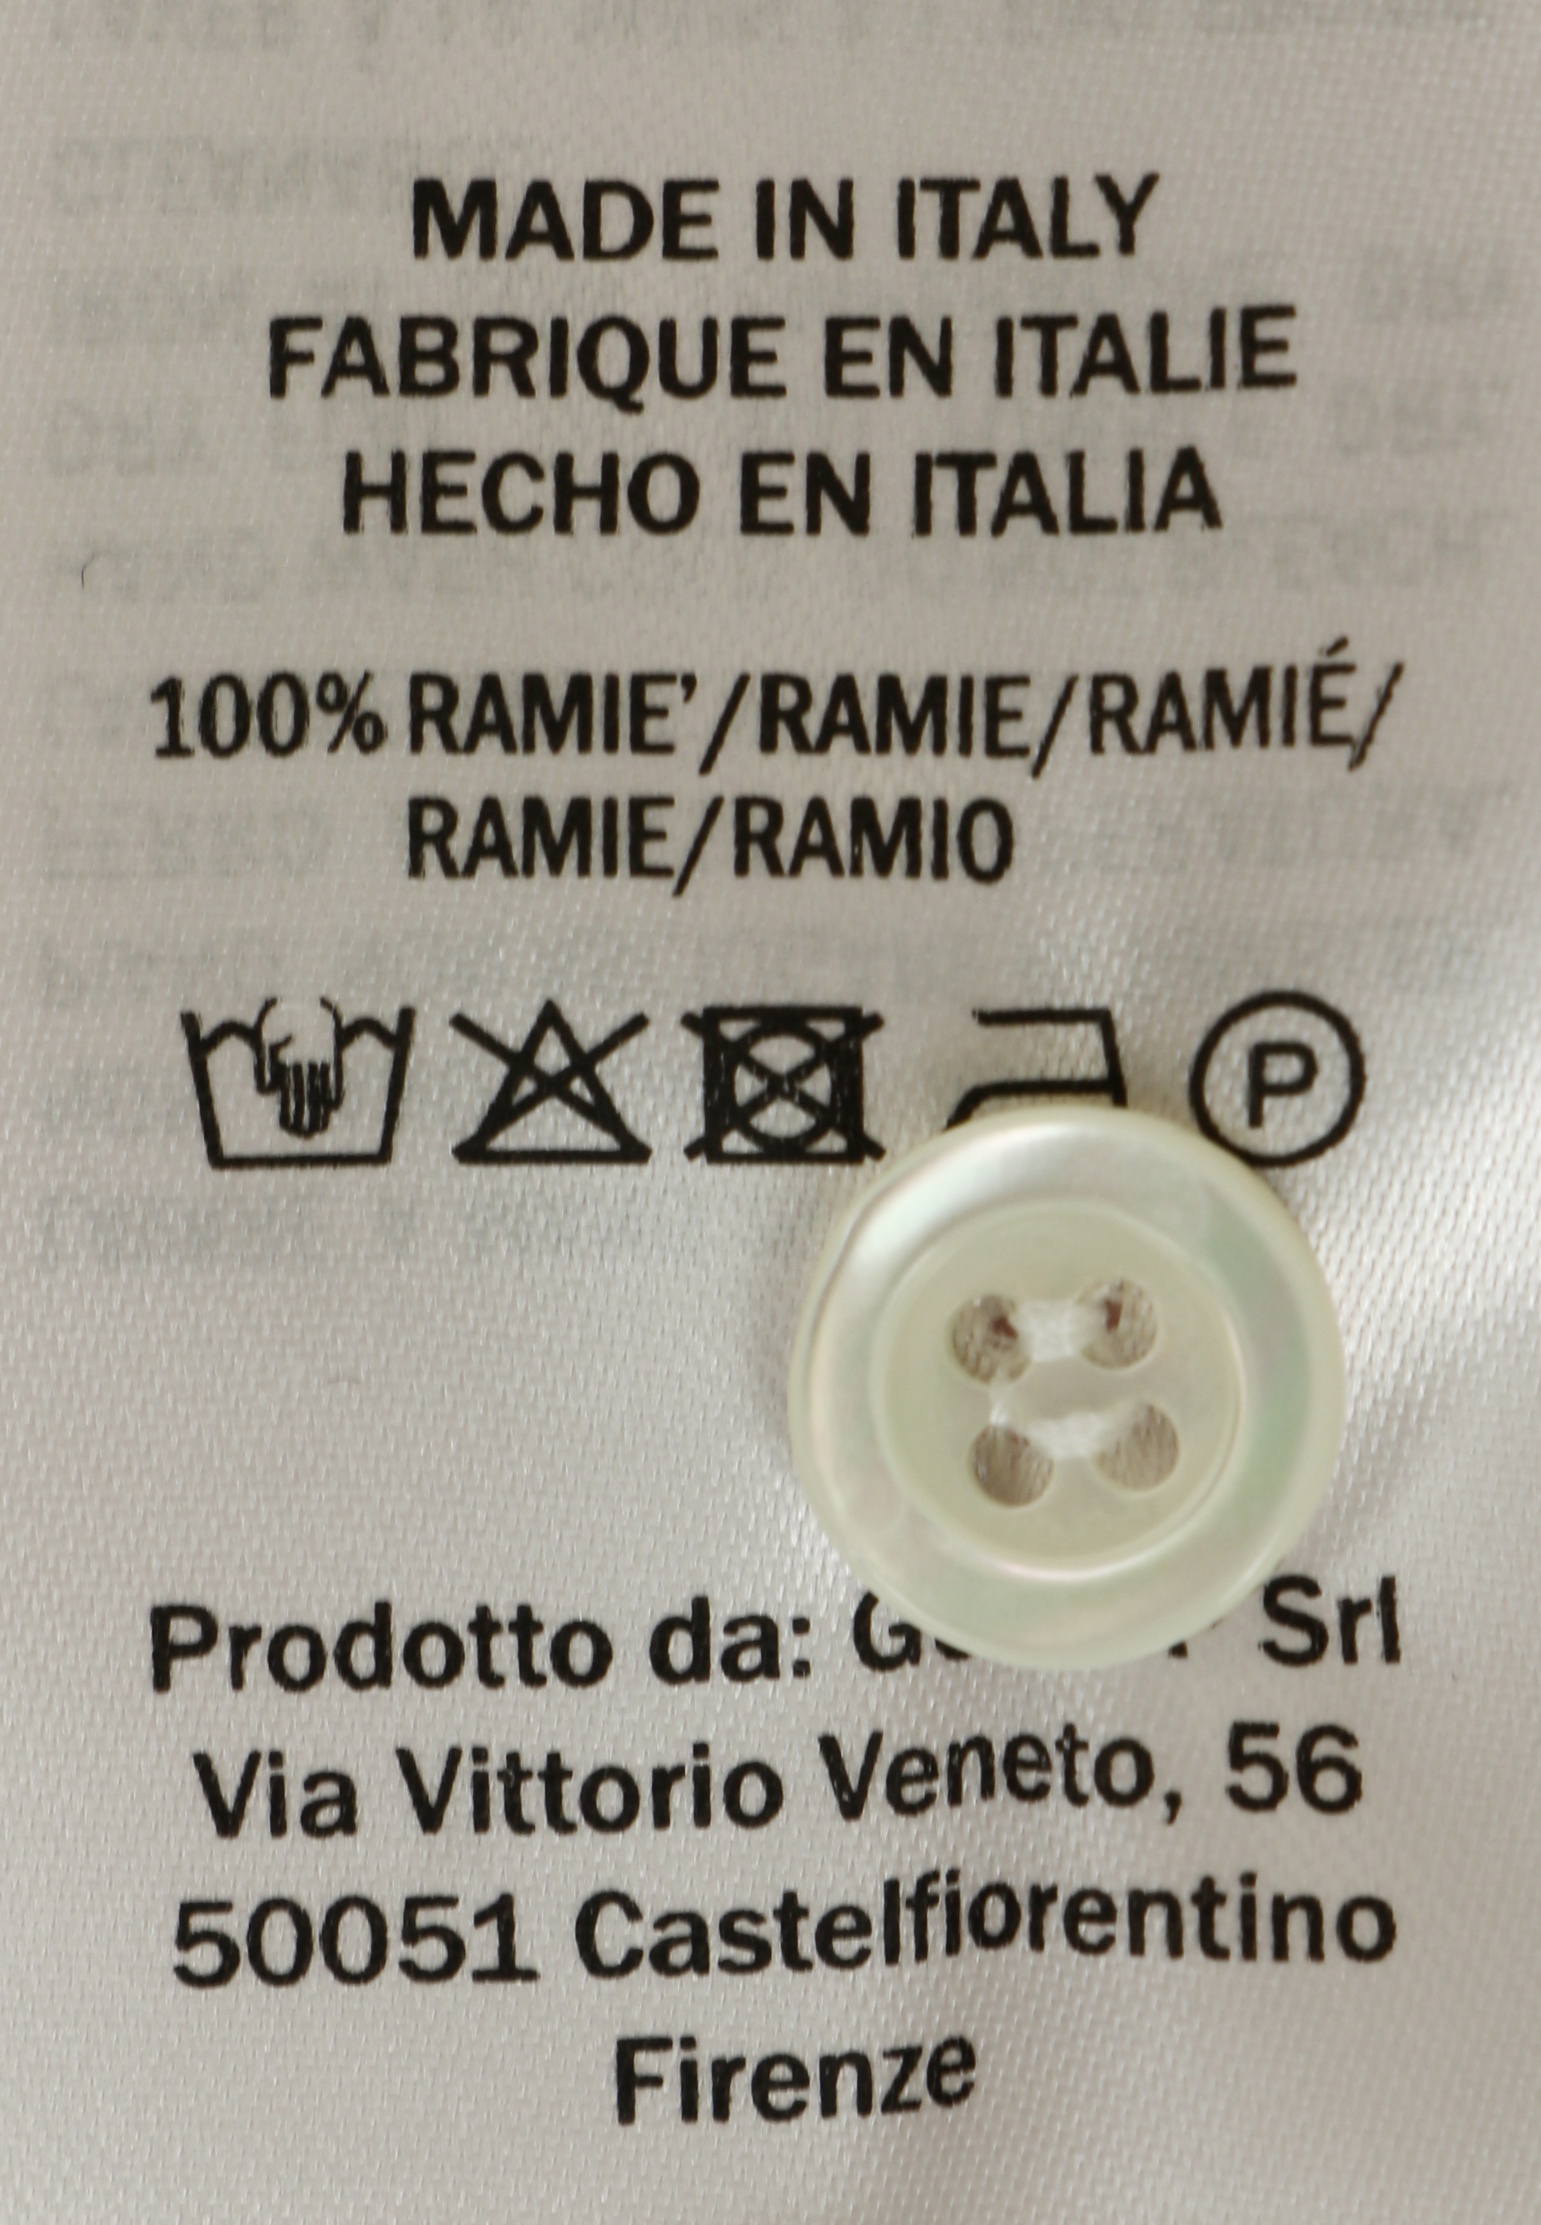 MADE IN ITALY
FABRIQUE EN ITALIE
HECHO EN ITALIA
100% RAMIE’/RAMIE/RAMIÉ/
RAMIE/RAMIO
P
Prodotto da: Srl
Via Vittorio Veneto, 56
50051 Castelfiorentino
Firenze